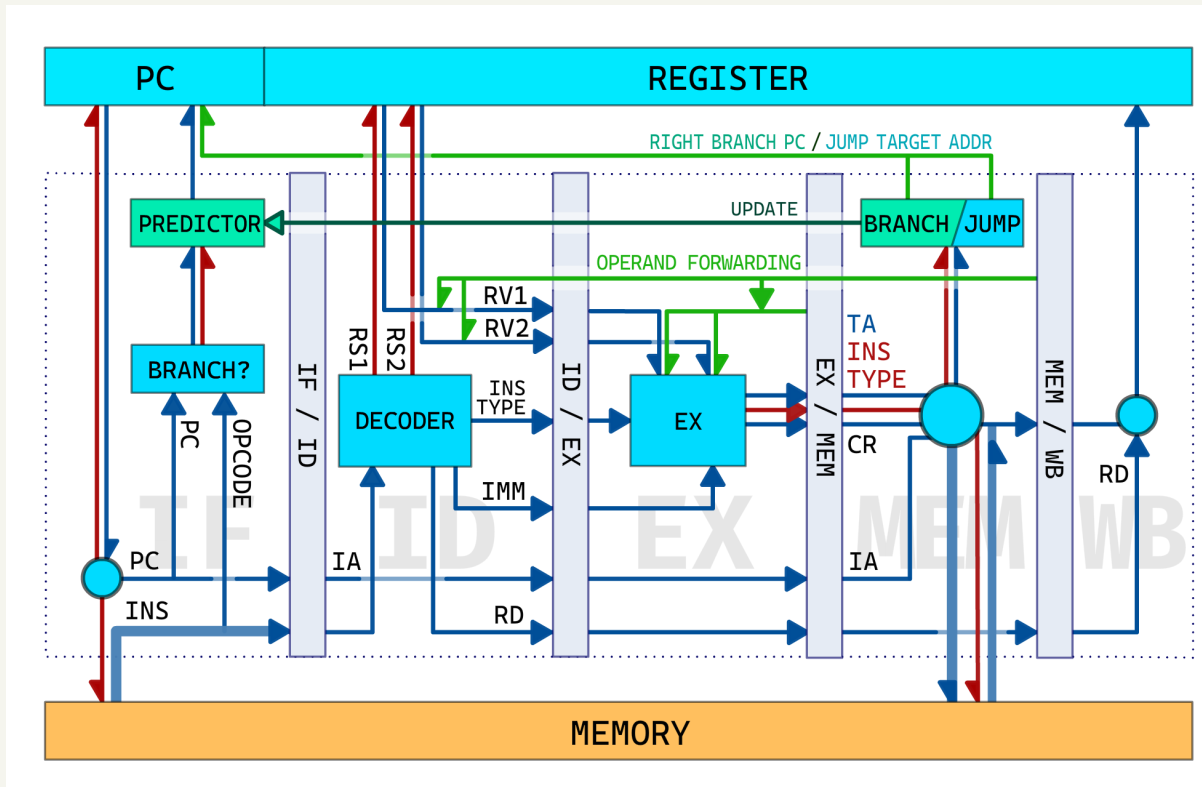 PC
REGISTER
RIGHT BRANCH PC / JUMP TARGET ADDR
PREDICTOR
UPDATE
BRANCH / JUMP
OPERAND FORWARDING
RV1
RV2
RS1
RS2
BRANCH?
PC
OPCODE
IF / ID
DECODER
INS
TYPE
IMM
ID / EX
EX
EX / MEM
TA
INS
TYPE
CR
MEM / WB
RD
IF
ID
EX
MEM
WB
PC
INS
IA
RD
IA
MEMORY